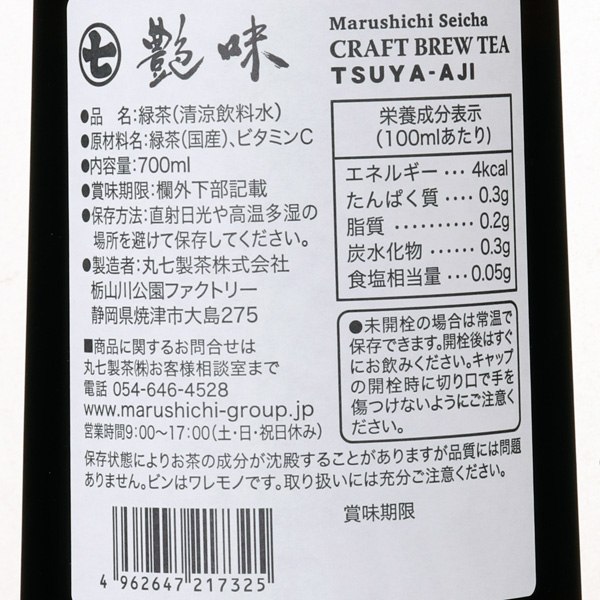 七 艶味
Marushichi Seicha
CRAFT BREW TEA
TSUYA-AJI
●品 名:緑茶(清涼飲料水)
●原材料名:緑茶(国産)、ビタミンC
●内容量:700ml
●賞味期限:欄外下部記載
●保存方法:直射日光や高温多湿の
場所を避けて保存してください。
●製造者:丸七製茶株式会社
栃山川公園ファクトリー
静岡県焼津市大島275
■商品に関するお問合せは
丸七製茶㈱お客様相談室まで
電話 054-646-4528
www.marushichi-group.jp
営業時間9:00〜17:00(土・日・祝日休み)
栄養成分表示
(100mlあたり)
エネルギー … 4kcal
たんぱく質 …… 0.3g
脂質 ………… 0.2g
炭水化物 …… 0.3g
食塩相当量 … 0.05g
●未開栓の場合は常温で
保存できます。開栓後はすぐ
にお飲みください。キャップ
の開栓時に切り口で手を
傷つけないようにご注意く
ださい。
保存状態によりお茶の成分が沈殿することがありますが品質には問題
ありません。ビンはワレモノです。取り扱いには充分ご注意ください。
賞味期限
4 962647 217325